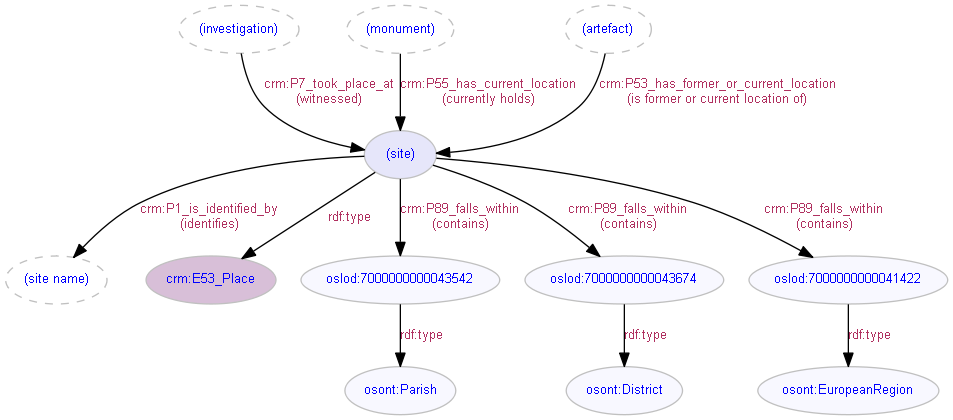 (investigation)
(monument)
(artefact)
crm:P7_took_place_at
(witnessed)
crm:P55_has_current_location
(currently holds)
crm:P53_has_former_or_current_location
(is former or current location of)
(site)
crm:P1_is_identified_by
(identifies)
rdf:type
crm:P89_falls_within
(contains)
crm:P89_falls_within
(contains)
crm:P89_falls_within
(contains)
(site name)
crm:E53_Place
oslod:7000000000043542
oslod:7000000000043674
oslod:7000000000041422
rdf:type
rdf:type
rdf:type
osont:Parish
osont:District
osont:EuropeanRegion